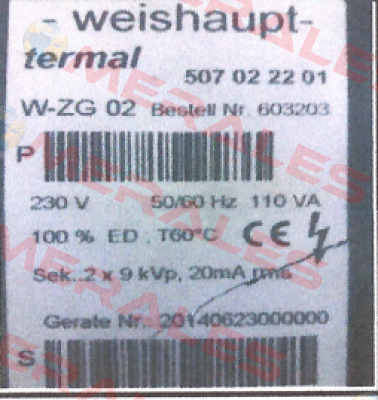 - weishaupt-
termal
507 02 22 01
W-ZG 02 Bestell Nr. 603203
P
230 V 50/60 Hz 110 VA
100 % ED , T60°C CE
Sek..2 x 9 kVp, 20mA rms
Gerate Nr.: 20140623000000
S
MERALES